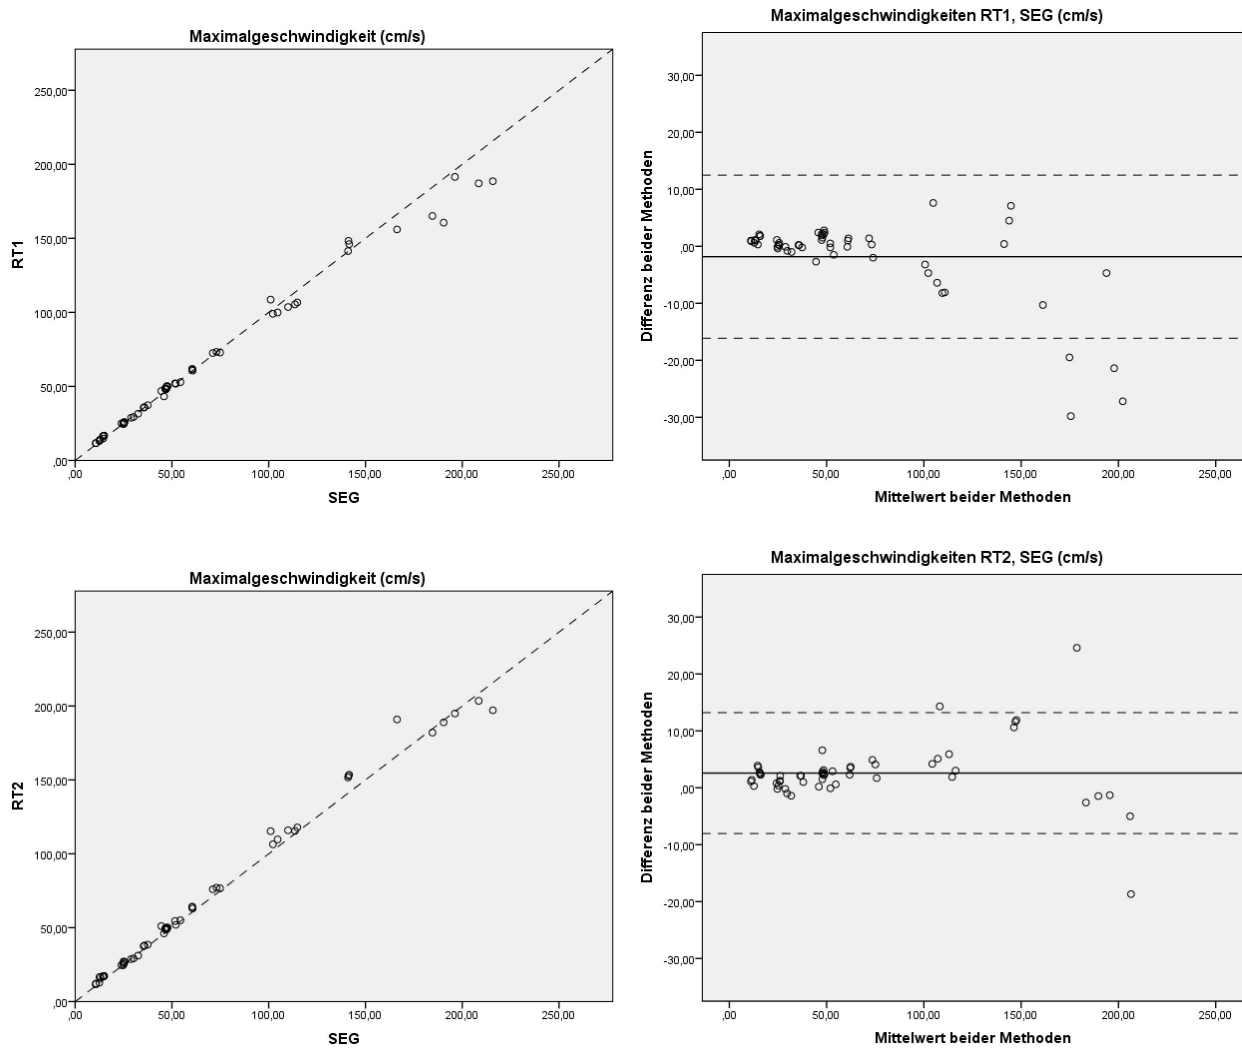 Maximalgeschwindigkeit (cm/s)
250,00
200,00
150,00
100,00
50,00
,00
RT1
,00 50,00 100,00 150,00 200,00 250,00
SEG
Maximalgeschwindigkeiten RT1, SEG (cm/s)
30,00
20,00
10,00
,00
-10,00
-20,00
-30,00
Differenz beider Methoden
,00 50,00 100,00 150,00 200,00 250,00
Mittelwert beider Methoden
Maximalgeschwindigkeit (cm/s)
250,00
200,00
150,00
100,00
50,00
,00
RT2
,00 50,00 100,00 150,00 200,00 250,00
SEG
Maximalgeschwindigkeiten RT2, SEG (cm/s)
30,00
20,00
10,00
,00
-10,00
-20,00
-30,00
Differenz beider Methoden
,00 50,00 100,00 150,00 200,00 250,00
Mittelwert beider Methoden